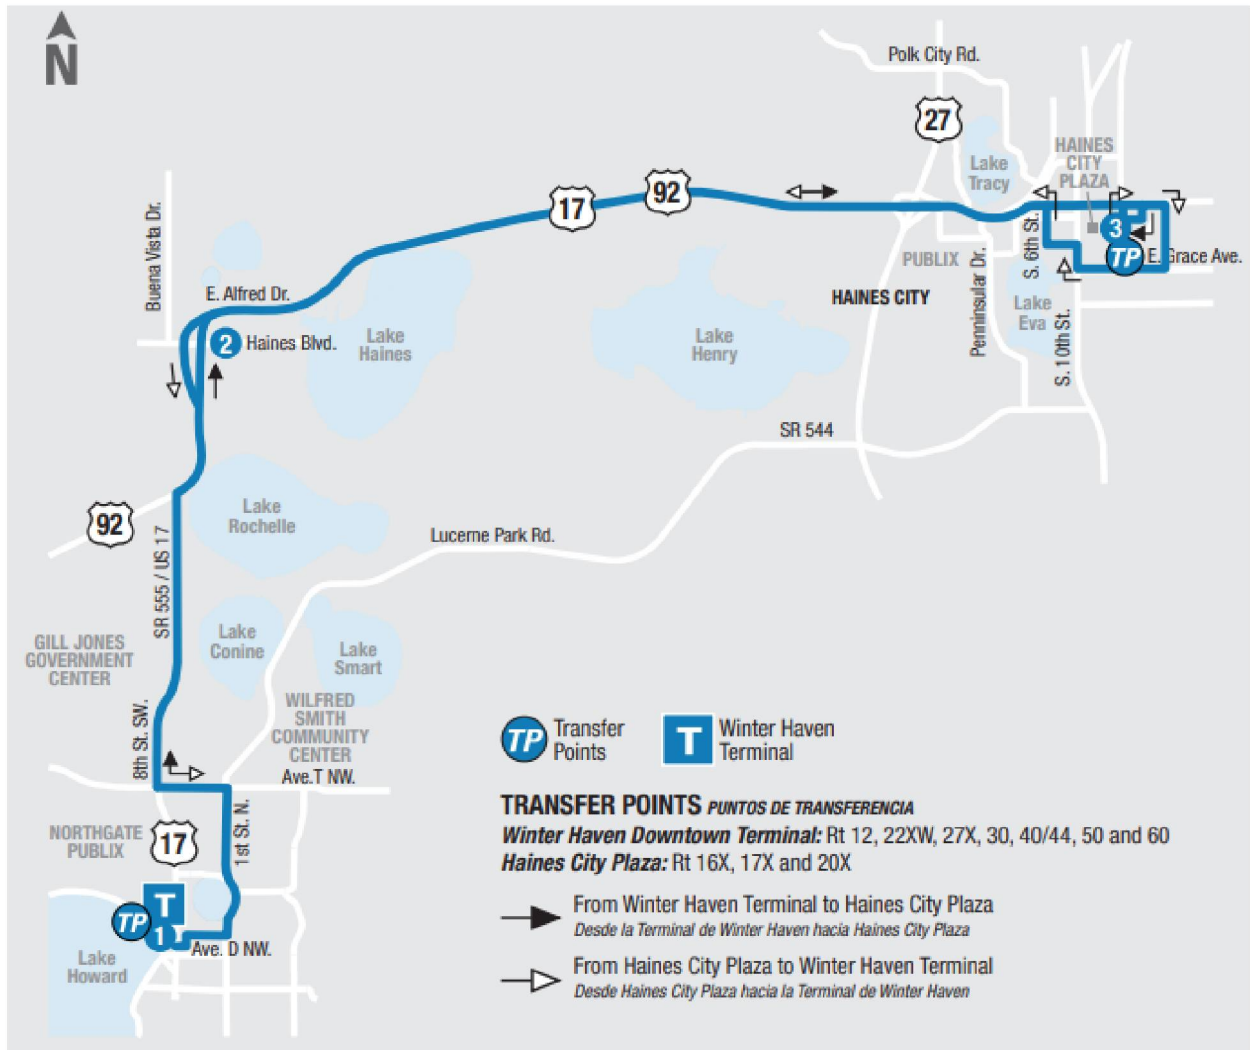 N
Polk City Rd.
27
HAINES
CITY
PLAZA
Lake
Tracy
92
17
Buena Vista Dr.
S. 6th St.
3
TP
E. Grace Ave.
PUBLIX
Penninsular Dr.
HAINES CITY
Lake
Eva
S. 10th St.
E. Alfred Dr.
2
Haines Blvd.
Lake
Haines
Lake
Henry
SR 544
92
Lake
Rochelle
Lucerne Park Rd.
SR 555 / US 17
GILL JONES
GOVERNMENT
CENTER
Lake
Conine
Lake
Smart
WILFRED
SMITH
COMMUNITY
CENTER
8th St. SW.
Ave.T NW.
NORTHGATE
PUBLIX
17
1st St. N.
T
TP
1
Ave. D NW.
Lake
Howard
TP
Transfer
Points
T
Winter Haven
Terminal
TRANSFER POINTS PUNTOS DE TRANSFERENCIA
Winter Haven Downtown Terminal: Rt 12, 22XW, 27X, 30, 40/44, 50 and 60
Haines City Plaza: Rt 16X, 17X and 20X
From Winter Haven Terminal to Haines City Plaza
Desde la Terminal de Winter Haven hacia Haines City Plaza
From Haines City Plaza to Winter Haven Terminal
Desde Haines City Plaza hacia la Terminal de Winter Haven